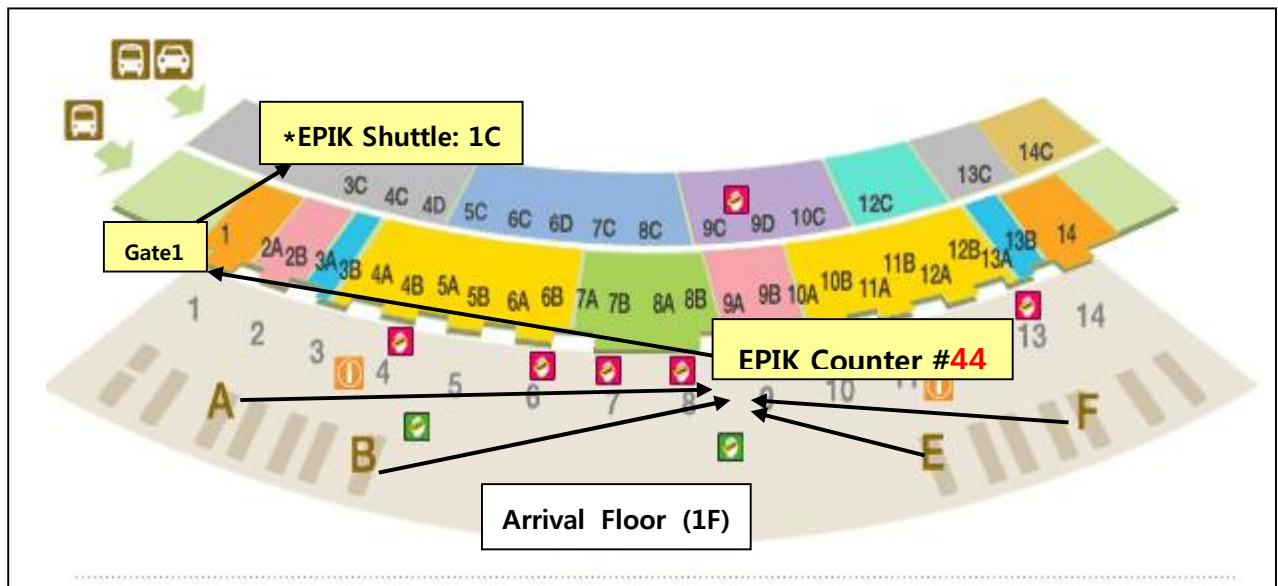 *EPIK Shuttle: 1C
3C 4C 4D 5C 6C 6D 7C 8C 9C 9D 10C 12C 13C 14C
Gate1
1 2A 2B 3A 3B 4A 4B 5A 5B 6A 6B 7A 7B 8A 8B 9A 9B 10A 10B 11A 11B 12A 12B 13A 13B 14
EPIK Counter #44
1 2 3 4 5 6 7 8 9 10 13 14
A B E F
Arrival Floor (1F)